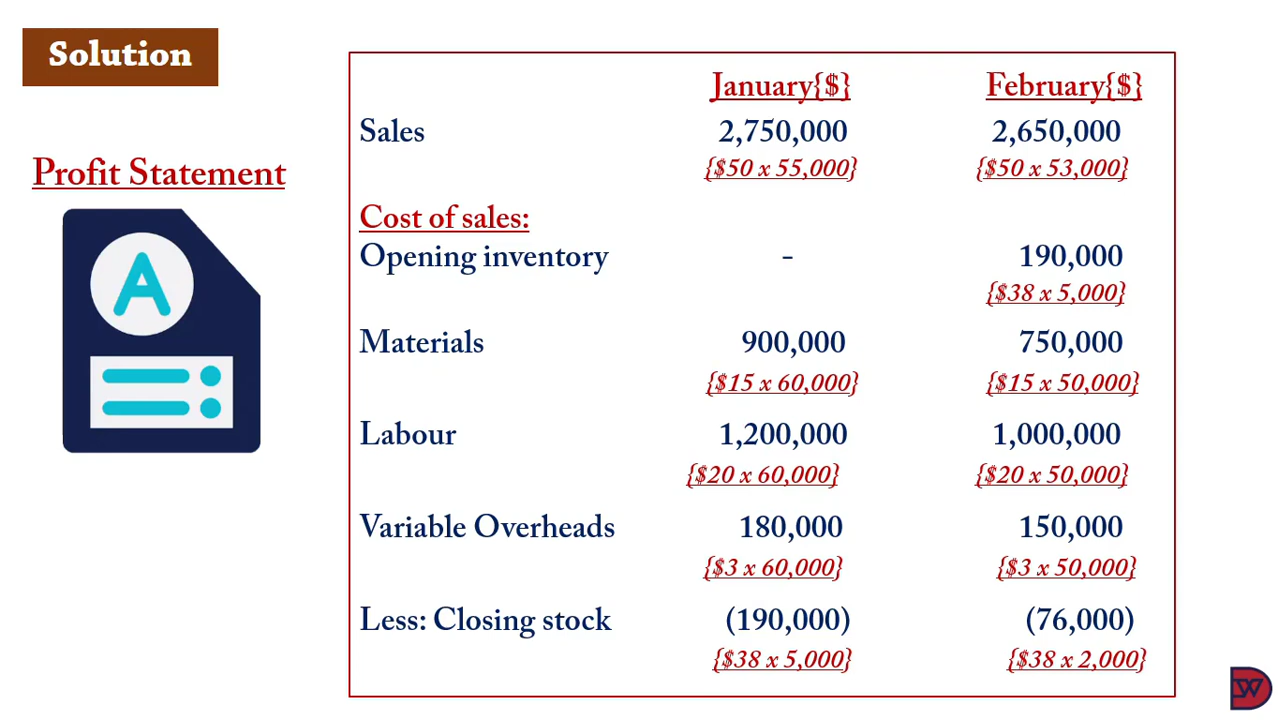 Solution
Profit Statement
A
January{$} February{$}
Sales 2,750,000 2,650,000
{$50 x 55,000} {$50 x 53,000}
Cost of sales:
Opening inventory - 190,000
{$38 x 5,000}
Materials 900,000 750,000
{$15 x 60,000} {$15 x 50,000}
Labour 1,200,000 1,000,000
{$20 x 60,000} {$20 x 50,000}
Variable Overheads 180,000 150,000
{$3 x 60,000} {$3 x 50,000}
Less: Closing stock (190,000) (76,000)
{$38 x 5,000} {$38 x 2,000}
W